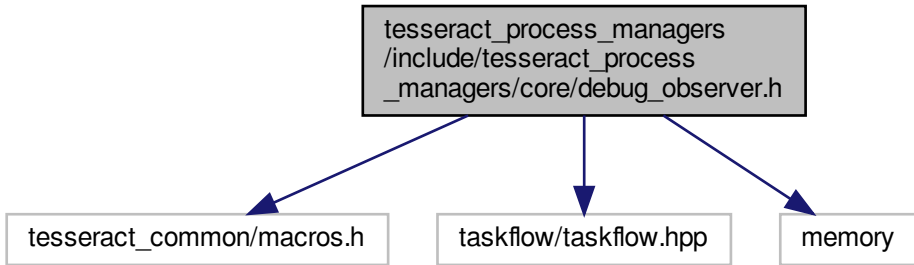 tesseract_process_managers
/include/tesseract_process
_managers/core/debug_observer.h
tesseract_common/macros.h
taskflow/taskflow.hpp
memory